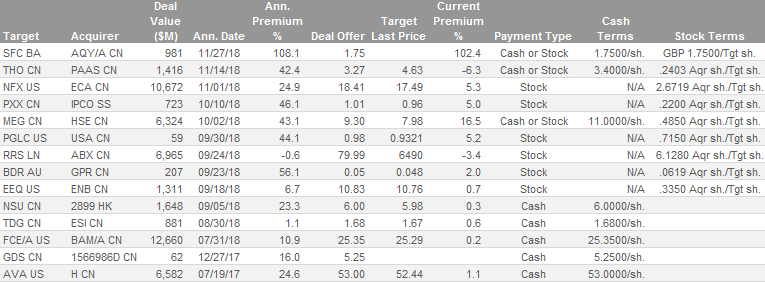 Deal Ann. Current
Deal Value Premium Target Premium Cash
Target Acquirer ($M) Ann. Date % Deal Offer Last Price % Payment Type Terms Stock Terms
SFC BA AQY/A CN 981 11/27/18 108.1 1.75 102.4 Cash or Stock 1.7500/sh. GBP 1.7500/Tgt sh.
THO CN PAAS CN 1,416 11/14/18 42.4 3.27 4.63 -6.3 Cash or Stock 3.4000/sh. .2403 Aqr sh./Tgt sh.
NFX US ECA CN 10,672 11/01/18 24.9 18.41 17.49 5.3 Stock N/A 2.6719 Aqr sh./Tgt sh.
PXX CN IPCO SS 723 10/10/18 46.1 1.01 0.96 5.0 Stock N/A .2200 Aqr sh./Tgt sh.
MEG CN HSE CN 6,324 10/02/18 43.1 9.30 7.98 16.5 Cash or Stock 11.0000/sh. .4850 Aqr sh./Tgt sh.
PGLC US USA CN 59 09/30/18 44.1 0.98 0.9321 5.2 Stock N/A .7150 Aqr sh./Tgt sh.
RRS LN ABX CN 6,965 09/24/18 -0.6 79.99 6490 -3.4 Stock N/A 6.1280 Aqr sh./Tgt sh.
BDR AU GPR CN 207 09/23/18 56.1 0.05 0.048 2.0 Stock N/A .0619 Aqr sh./Tgt sh.
EEQ US ENB CN 1,311 09/18/18 6.7 10.83 10.76 0.7 Stock N/A .3350 Aqr sh./Tgt sh.
NSU CN 2899 HK 1,648 09/05/18 23.3 6.00 5.98 0.3 Cash 6.0000/sh.
TDG CN ESI CN 881 08/30/18 1.1 1.68 1.67 0.6 Cash 1.6800/sh.
FCE/A US BAM/A CN 12,660 07/31/18 10.9 25.35 25.29 0.2 Cash 25.3500/sh.
GDS CN 1566986D CN 62 12/27/17 16.0 5.25 Cash 5.2500/sh.
AVA US H CN 6,582 07/19/17 24.6 53.00 52.44 1.1 Cash 53.0000/sh.